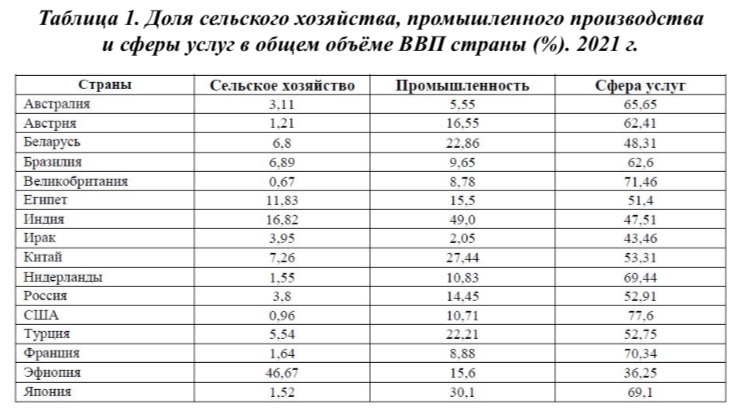 Таблица 1. Доля сельского хозяйства, промышленного производства
и сферы услуг в общем объёме ВВП страны (%). 2021 г.
Страны Сельское хозяйство Промышленность Сфера услуг
Австралия 3,11 5,55 65,65
Австрия 1,21 16,55 62,41
Беларусь 6,8 22,86 48,31
Бразилия 6,89 9,65 62,6
Великобритания 0,67 8,78 71,46
Египет 11,83 15,5 51,4
Индия 16,82 49,0 47,51
Ирак 3,95 2,05 43,46
Китай 7,26 27,44 53,31
Нидерланды 1,55 10,83 69,44
Россия 3,8 14,45 52,91
США 0,96 10,71 77,6
Турция 5,54 22,21 52,75
Франция 1,64 8,88 70,34
Эфиопия 46,67 15,6 36,25
Япония 1,52 30,1 69,1